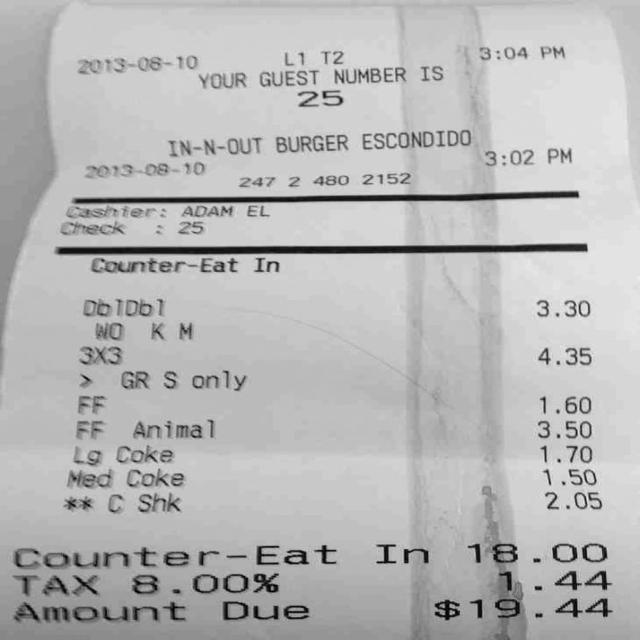 2013-08-10 L1 T2 3:04 PM
YOUR GUEST NUMBER IS
25
IN-N-OUT BURGER ESCONDIDO
2013-08-10 3:02 PM
247 2 480 2152
Cashier: ADAM EL
Check : 25
Counter-Eat In
DblDbl 3.30
WO K M
3X3 4.35
> GR S only
FF 1.60
FF Animal 3.50
Lg Coke 1.70
Med Coke 1.50
** C Shk 2.05
Counter-Eat In 18.00
TAX 8.00% 1.44
Amount Due $19.44